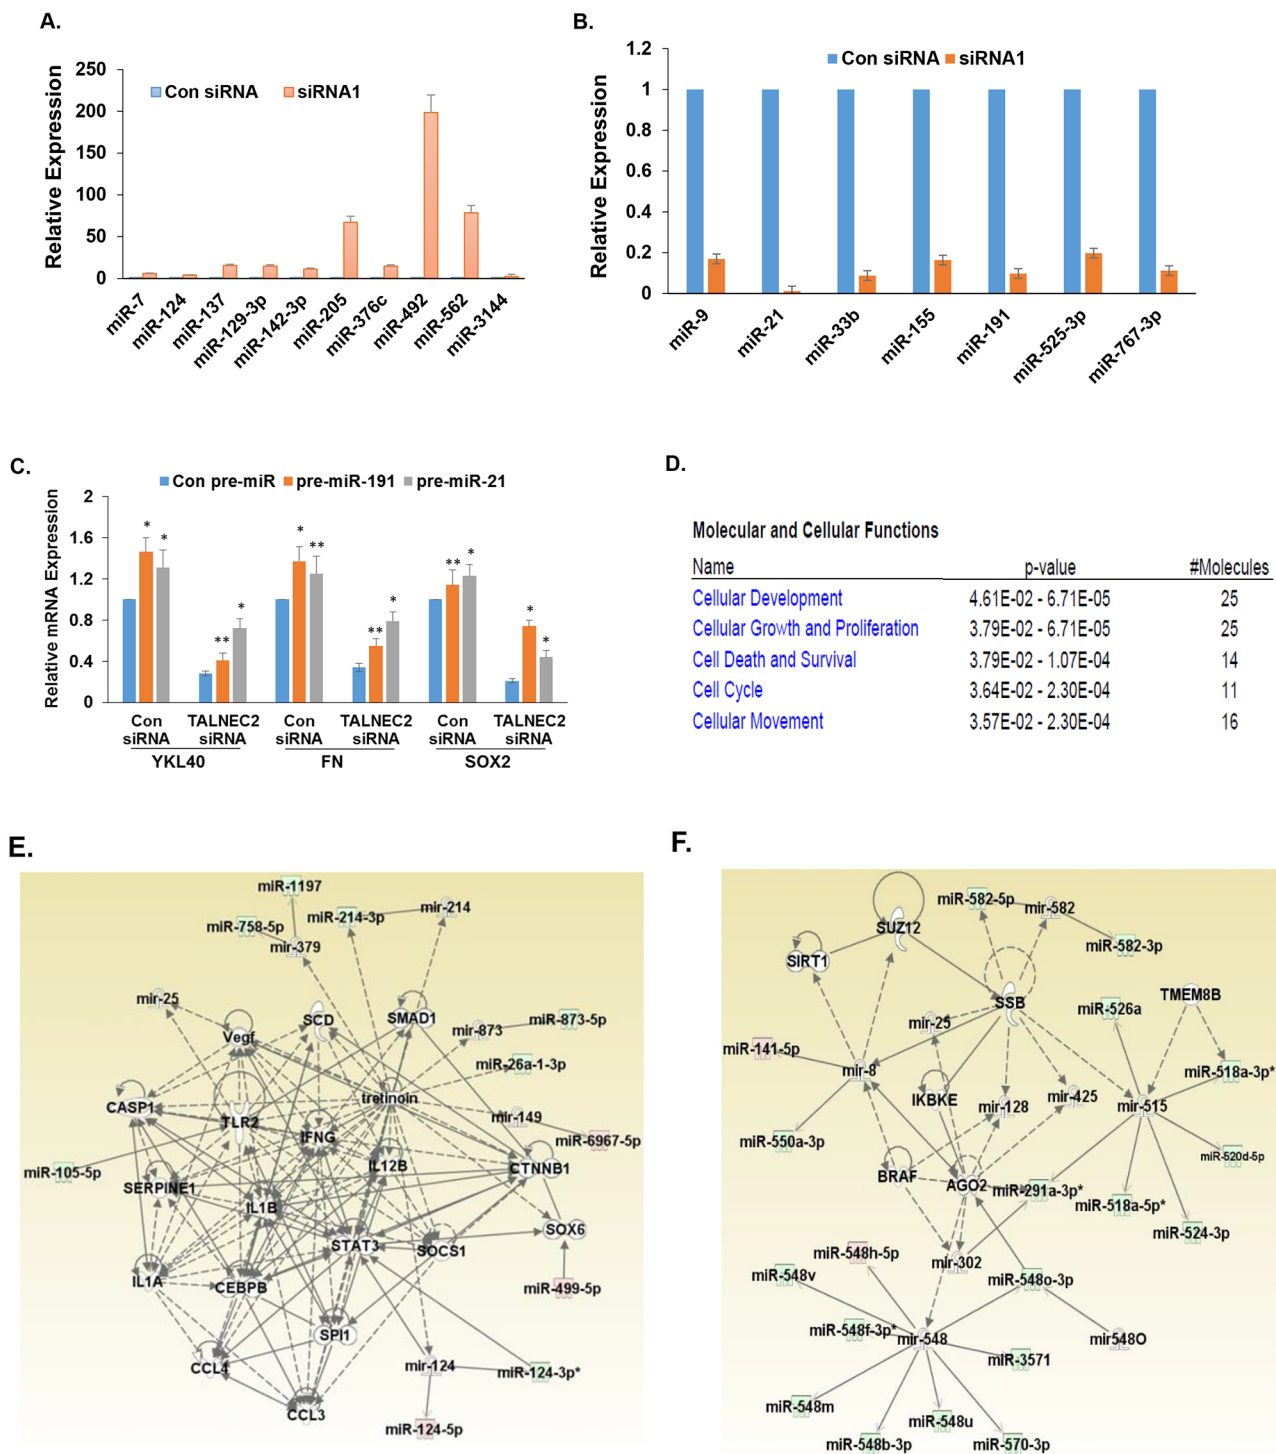 A.
250
200
150
100
50
0
Relative Expression
Con siRNA
siRNA1
miR-7
miR-124
miR-137
miR-129-3p
miR-142-3p
miR-205
miR-376c
miR-492
miR-562
miR-3144
B.
1.2
1
0.8
0.6
0.4
0.2
0
Relative Expression
Con siRNA
siRNA1
miR-9
miR-21
miR-33b
miR-155
miR-191
miR-525-3p
miR-767-3p
C.
Con pre-miR
pre-miR-191
pre-miR-21
2
1.6
1.2
0.8
0.4
0
Relative mRNA Expression
* * ** * * ** ** * ** * * *
Con siRNA
TALNEC2 siRNA
Con siRNA
TALNEC2 siRNA
Con siRNA
TALNEC2 siRNA
YKL40
FN
SOX2
D.
Molecular and Cellular Functions
Name p-value #Molecules
Cellular Development 4.61E-02 - 6.71E-05 25
Cellular Growth and Proliferation 3.79E-02 - 6.71E-05 25
Cell Death and Survival 3.79E-02 - 1.07E-04 14
Cell Cycle 3.64E-02 - 2.30E-04 11
Cellular Movement 3.57E-02 - 2.30E-04 16
E.
miR-1197
miR-758-5p
miR-214-3p
mir-214
mir-379
mir-25
Vegf
SCD
SMAD1
mir-873
miR-873-5p
miR-26a-1-3p
tretinoin
CASP1
TLR2
IFNG
mir-149
miR-6967-5p
miR-105-5p
IL12B
CTNNB1
SERPINE1
IL1B
SOX6
STAT3
SOCS1
IL1A
CEBPB
miR-499-5p
SPI1
CCL4
mir-124
miR-124-3p*
CCL3
miR-124-5p
F.
miR-582-5p
mir-582
SUZ12
miR-582-3p
SIRT1
SSB
TMEM8B
mir-25
miR-526a
miR-141-5p
mir-8
miR-518a-3p*
IKBKE
mir-128
mir-425
mir-515
miR-550a-3p
miR-520d-5p
BRAF
AGO2
miR-291a-3p*
miR-518a-5p*
miR-524-3p
miR-548h-5p
mir-302
miR-548v
miR-548o-3p
miR-548f-3p*
mir-548
mir548O
miR-3571
miR-548m
miR-548u
miR-548b-3p
miR-570-3p